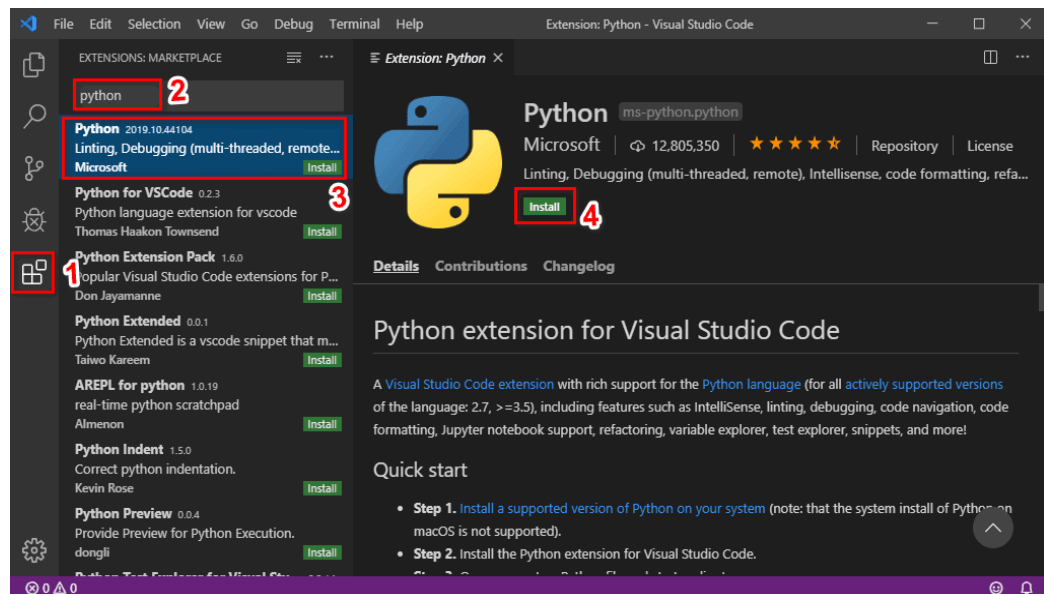 File Edit Selection View Go Debug Terminal Help Extension: Python - Visual Studio Code
EXTENSIONS: MARKETPLACE
python
2
Python 2019.10.44104
Linting, Debugging (multi-threaded, remote...
Microsoft Install
3
Python for VSCode 0.2.3
Python language extension for vscode
Thomas Haakon Townsend Install
1
Python Extension Pack 1.6.0
Popular Visual Studio Code extensions for P...
Don Jayamanne Install
Python Extended 0.0.1
Python Extended is a vscode snippet that m...
Taiwo Kareem Install
AREPL for python 1.0.19
real-time python scratchpad
Almenon Install
Python Indent 1.5.0
Correct python indentation.
Kevin Rose Install
Python Preview 0.0.4
Provide Preview for Python Execution.
dongli Install
Extension: Python
Python ms-python.python
Microsoft 12,805,350 Repository License
Linting, Debugging (multi-threaded, remote), Intellisense, code formatting, refa...
Install
4
Details Contributions Changelog
Python extension for Visual Studio Code
A Visual Studio Code extension with rich support for the Python language (for all actively supported versions
of the language: 2.7, >=3.5), including features such as IntelliSense, linting, debugging, code navigation, code
formatting, Jupyter notebook support, refactoring, variable explorer, test explorer, snippets, and more!
Quick start
• Step 1. Install a supported version of Python on your system (note: that the system install of Python on
macOS is not supported).
• Step 2. Install the Python extension for Visual Studio Code.
0 0